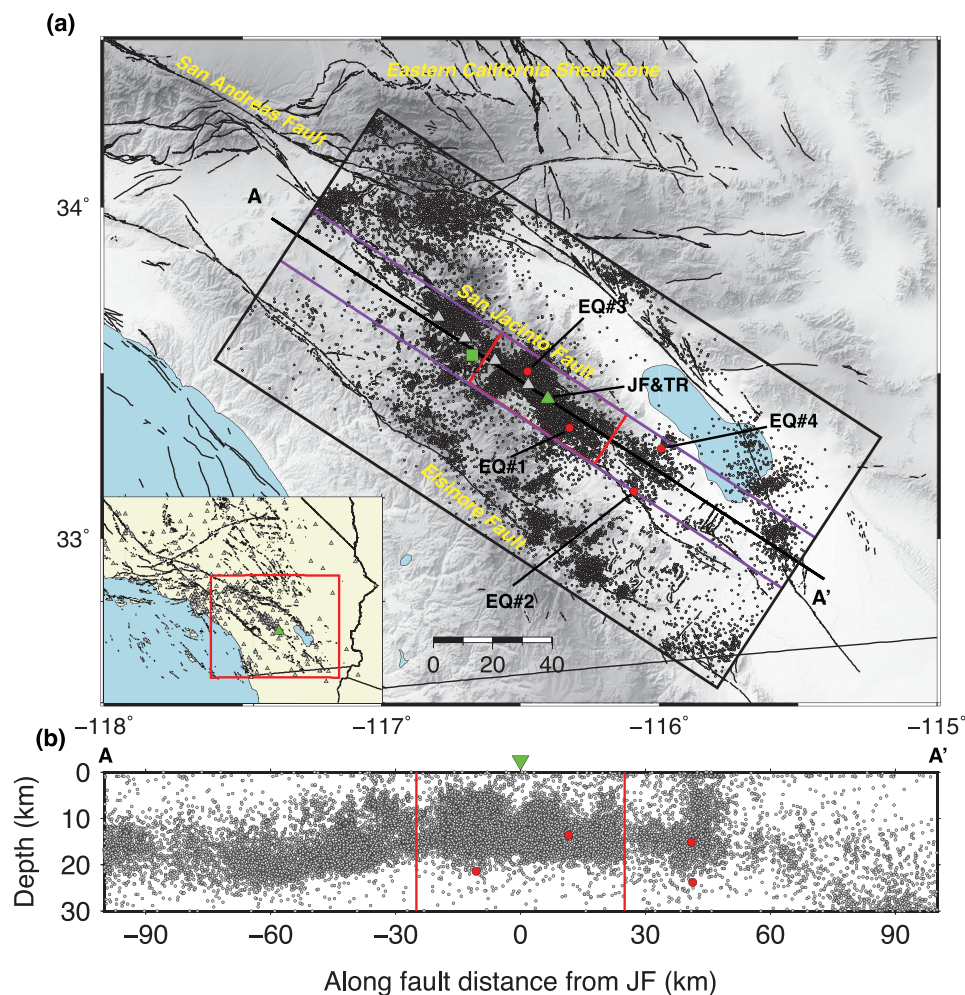 (a)
Eastern California Shear Zone
San Andreas Fault
34˚
A
San Jacinto Fault
EQ#3
JF&TR
EQ#4
EQ#1
33˚
Elsinore Fault
EQ#2
A'
0 20 40
−118˚ −117˚ −116˚ −115˚
(b)
A A'
0
10
20
30
Depth (km)
−90 −60 −30 0 30 60 90
Along fault distance from JF (km)